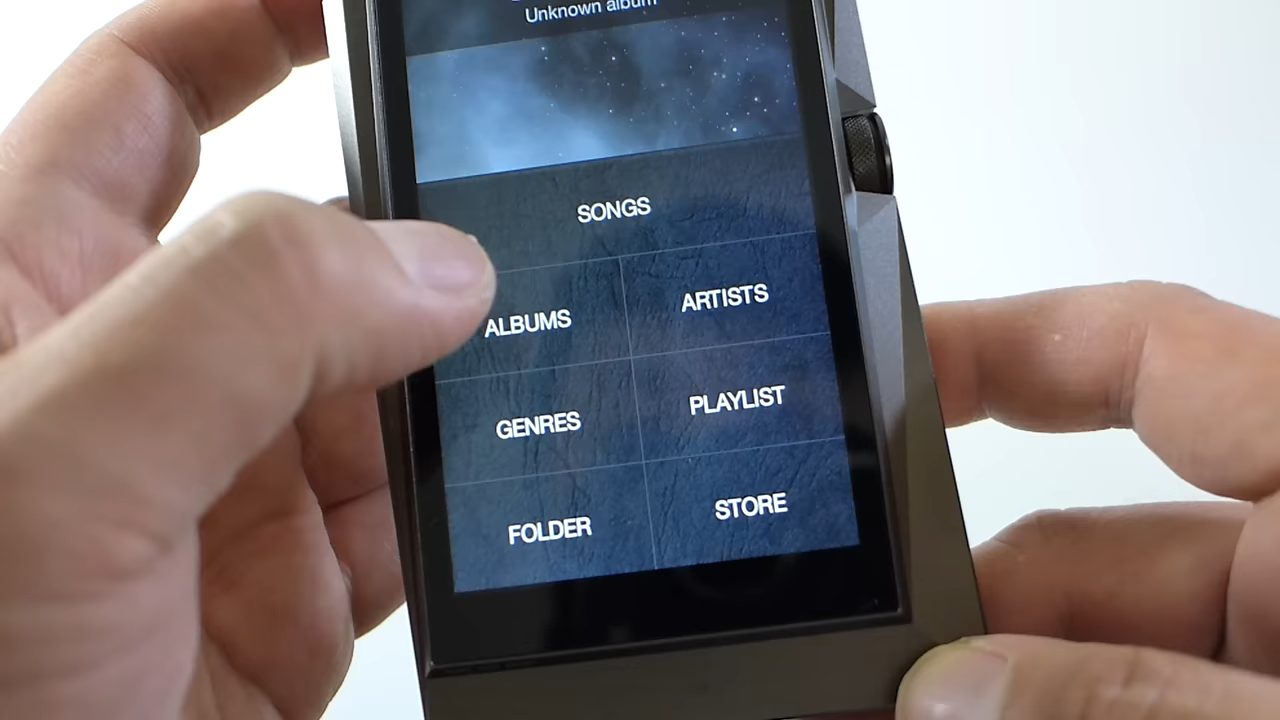 Unknown album
SONGS
ALBUMS
ARTISTS
GENRES
PLAYLIST
FOLDER
STORE